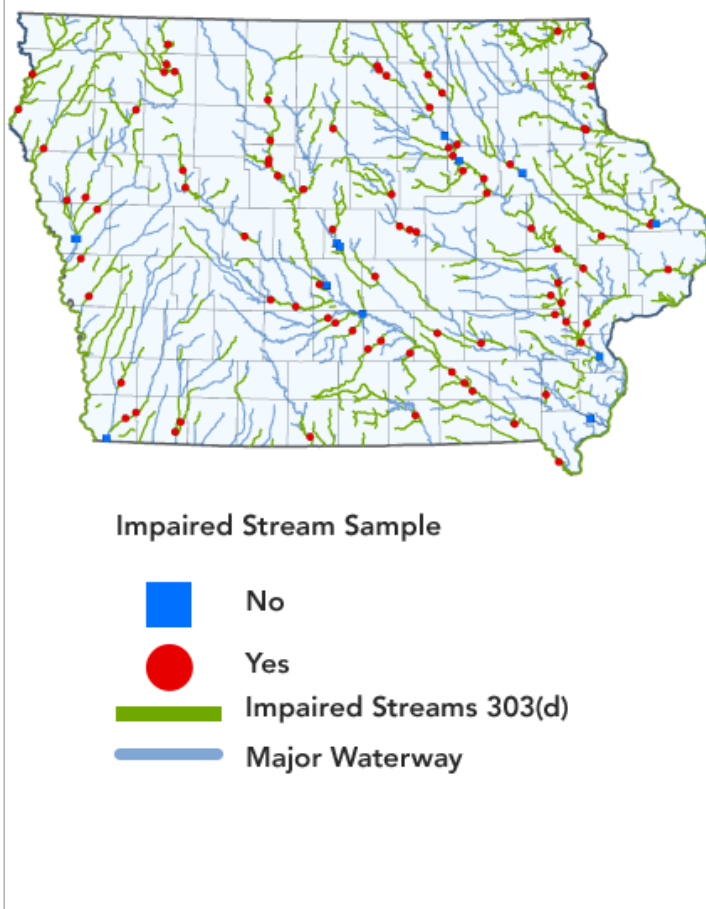 Impaired Stream Sample
No
Yes
Impaired Streams 303(d)
Major Waterway